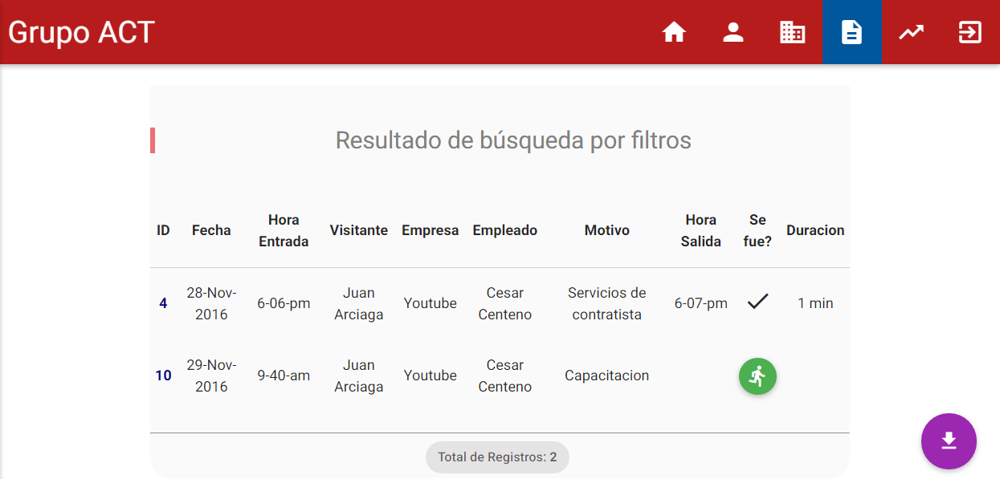 Grupo ACT
Resultado de búsqueda por filtros
ID Fecha Hora Entrada Visitante Empresa Empleado Motivo Hora Salida Se fue? Duracion
4 28-Nov-2016 6-06-pm Juan Arciaga Youtube Cesar Centeno Servicios de contratista 6-07-pm 1 min
10 29-Nov-2016 9-40-am Juan Arciaga Youtube Cesar Centeno Capacitacion
Total de Registros: 2